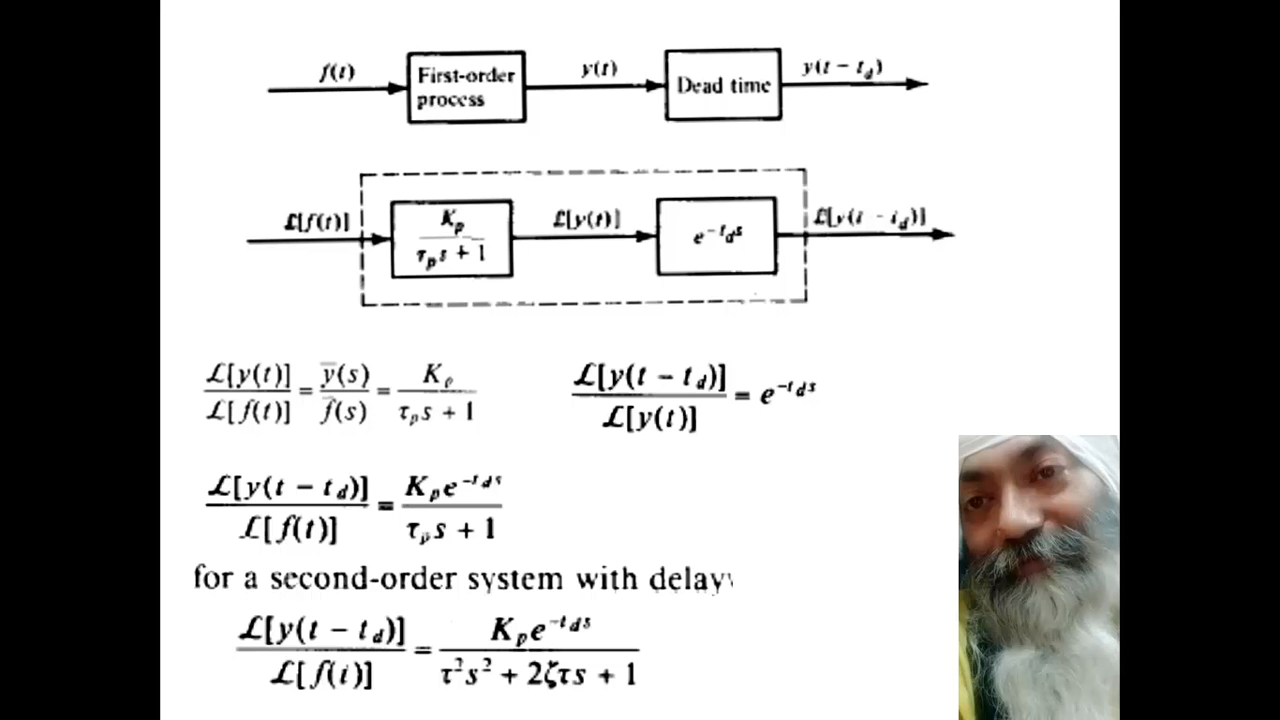 f(t) First-order process y(t) Dead time y(t − t_d)
ℒ[f(t)] K_p / τ_p s + 1 ℒ[y(t)] e^{−t_d s} ℒ[y(t − t_d)]
ℒ[y(t)] / ℒ[f(t)] = y̅(s) / f̅(s) = K_p / τ_p s + 1 ℒ[y(t − t_d)] / ℒ[y(t)] = e^{−t_d s}
ℒ[y(t − t_d)] / ℒ[f(t)] = K_p e^{−t_d s} / τ_p s + 1
for a second-order system with delay
ℒ[y(t − t_d)] / ℒ[f(i)] = K_p e^{−t_d s} / τ²s² + 2ζτs + 1